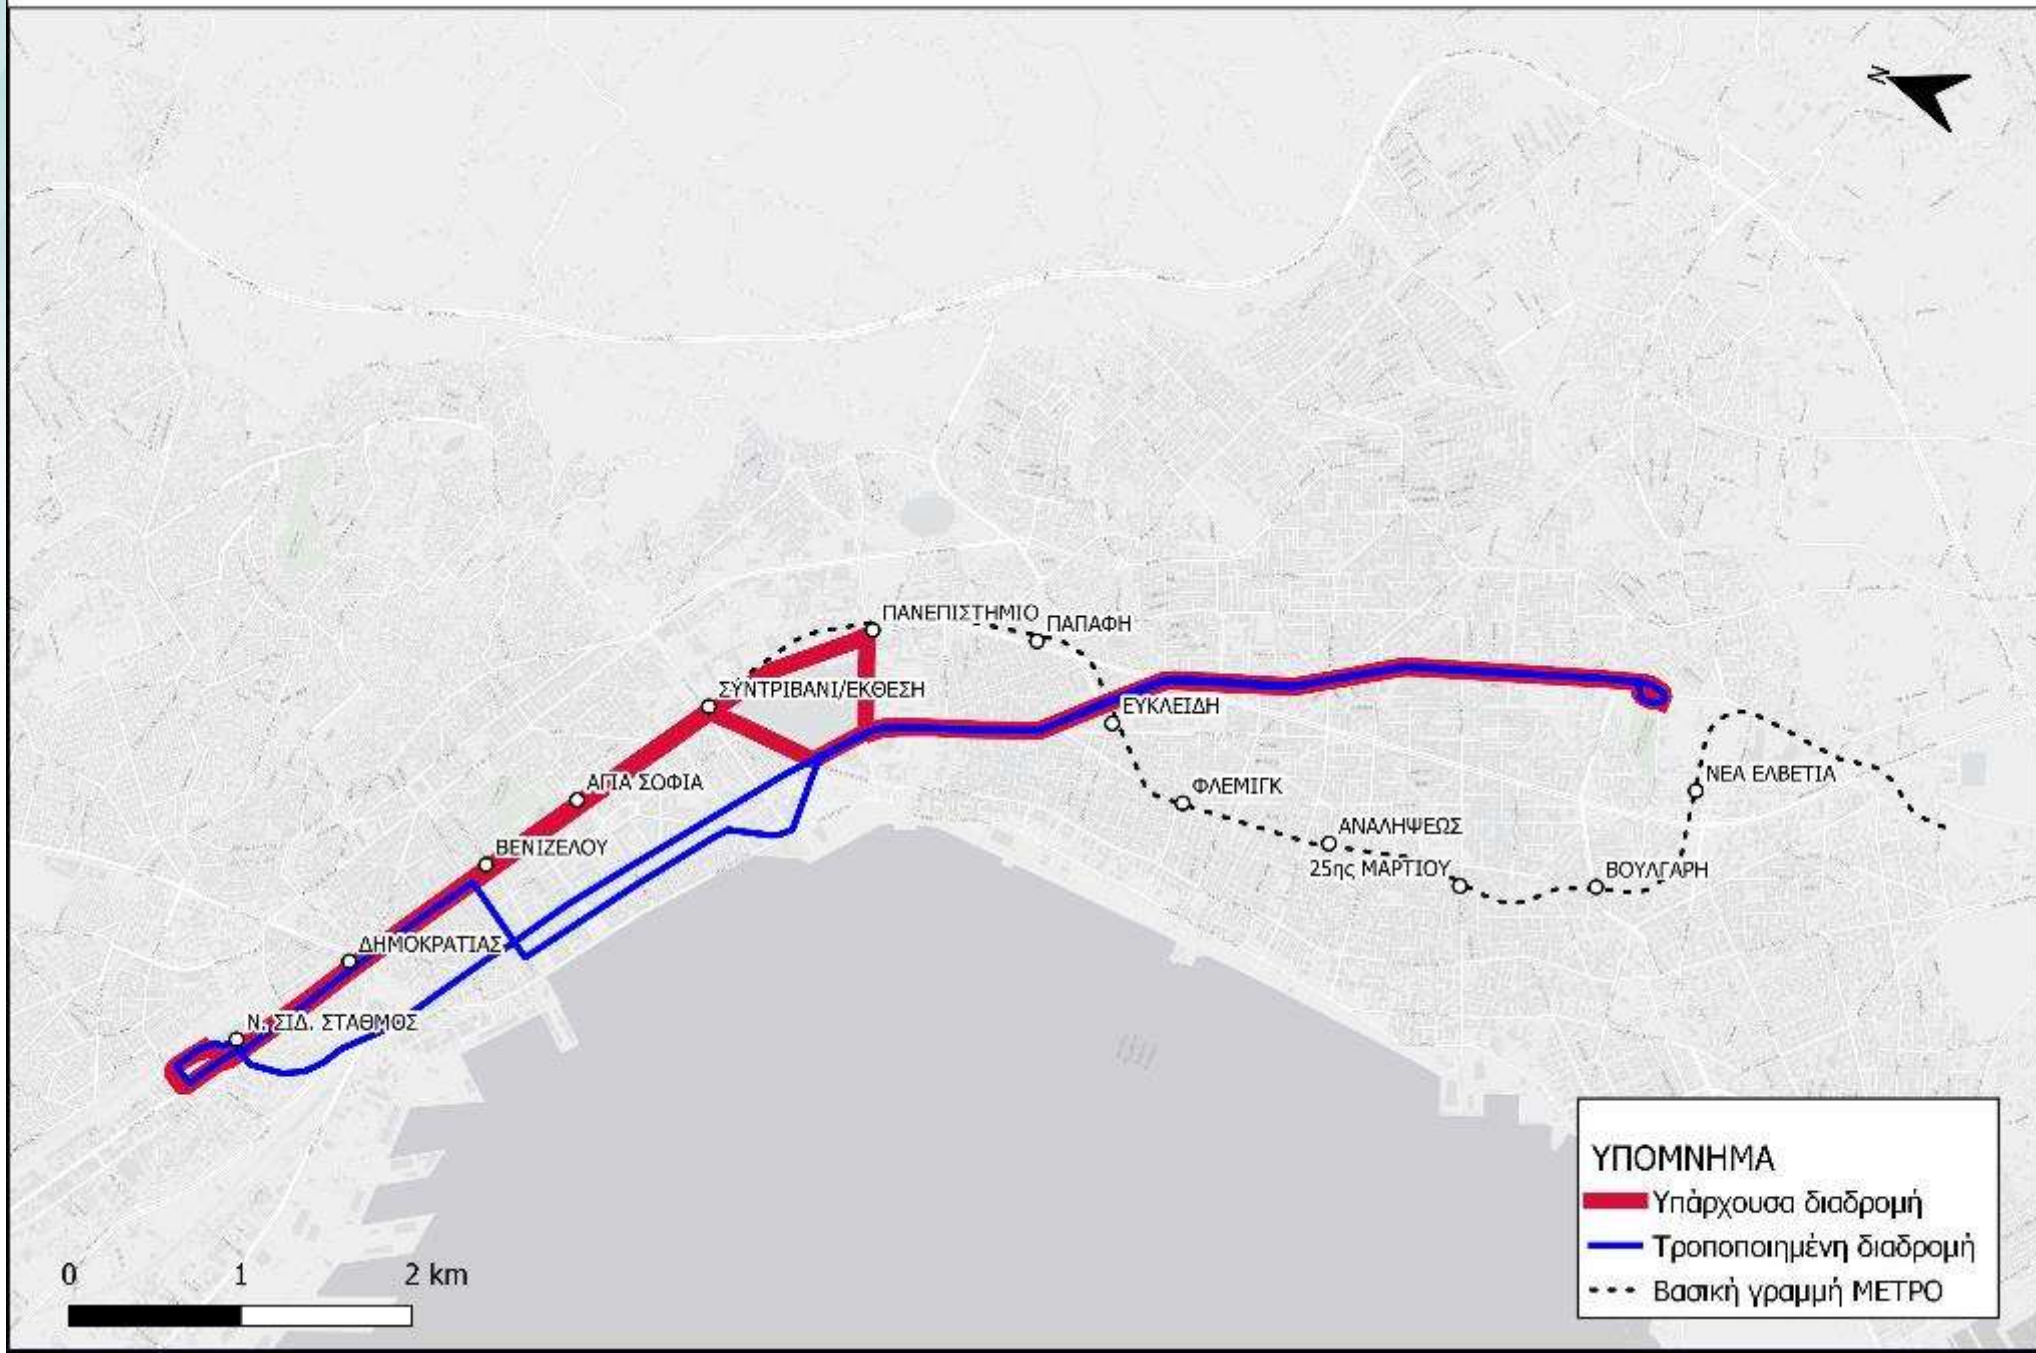 N
ΠΑΝΕΠΙΣΤΗΜΙΟ
ΠΑΠΑΦΗ
ΣΥΝΤΡΙΒΑΝΙ/ΕΚΘΕΣΗ
ΕΥΚΛΕΙΔΗ
ΑΓΙΑ ΣΟΦΙΑ
ΦΛΕΜΙΓΚ
ΝΕΑ ΕΛΒΕΤΙΑ
ΒΕΝΙΖΕΛΟΥ
ΑΝΑΛΗΨΕΩΣ
25ης ΜΑΡΤΙΟΥ
ΒΟΥΛΓΑΡΗ
ΔΗΜΟΚΡΑΤΙΑΣ
Ν. ΣΙΔ. ΣΤΑΘΜΟΣ
ΥΠΟΜΝΗΜΑ
Υπάρχουσα διαδρομή
Τροποποιημένη διαδρομή
Βασική γραμμή ΜΕΤΡΟ
0 1 2 km